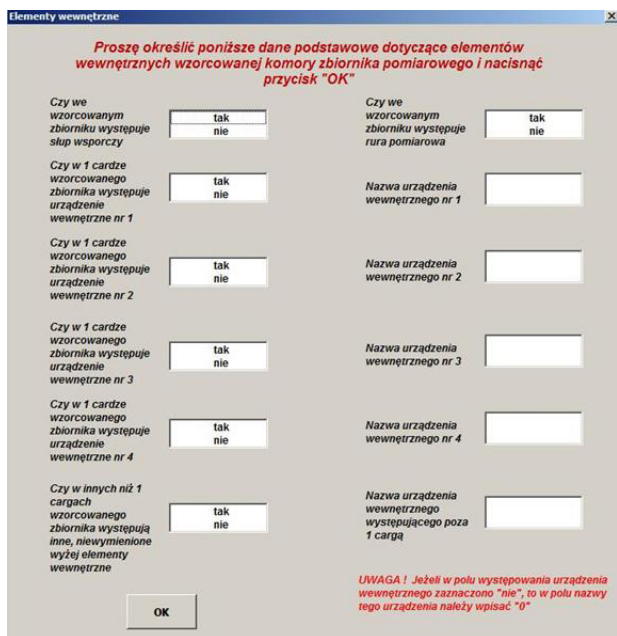 Elementy wewnętrzne
Proszę określić poniższe dane podstawowe dotyczące elementów
wewnętrznych wzorcowanej komory zbiornika pomiarowego i nacisnąć
przycisk "OK"
Czy we
wzorcowanym
zbiorniku występuje
słup wsporczy
tak
nie
Czy we
wzorcowanym
zbiorniku występuje
rura pomiarowa
tak
nie
Czy w 1 cardze
wzorcowanego
zbiornika występuje
urządzenie
wewnętrzne nr 1
tak
nie
Nazwa urządzenia
wewnętrznego nr 1
Czy w 1 cardze
wzorcowanego
zbiornika występuje
urządzenie
wewnętrzne nr 2
tak
nie
Nazwa urządzenia
wewnętrznego nr 2
Czy w 1 cardze
wzorcowanego
zbiornika występuje
urządzenie
wewnętrzne nr 3
tak
nie
Nazwa urządzenia
wewnętrznego nr 3
Czy w 1 cardze
wzorcowanego
zbiornika występuje
urządzenie
wewnętrzne nr 4
tak
nie
Nazwa urządzenia
wewnętrznego nr 4
Czy w innych niż 1
cargach
wzorcowanego
zbiornika występują
inne, niewymienione
wyżej elementy
wewnętrzne
tak
nie
Nazwa urządzenia
wewnętrznego
występującego poza
1 cargą
UWAGA ! Jeżeli w polu występowania urządzenia
wewnętrznego zaznaczono "nie", to w polu nazwy
tego urządzenia należy wpisać "0"
OK